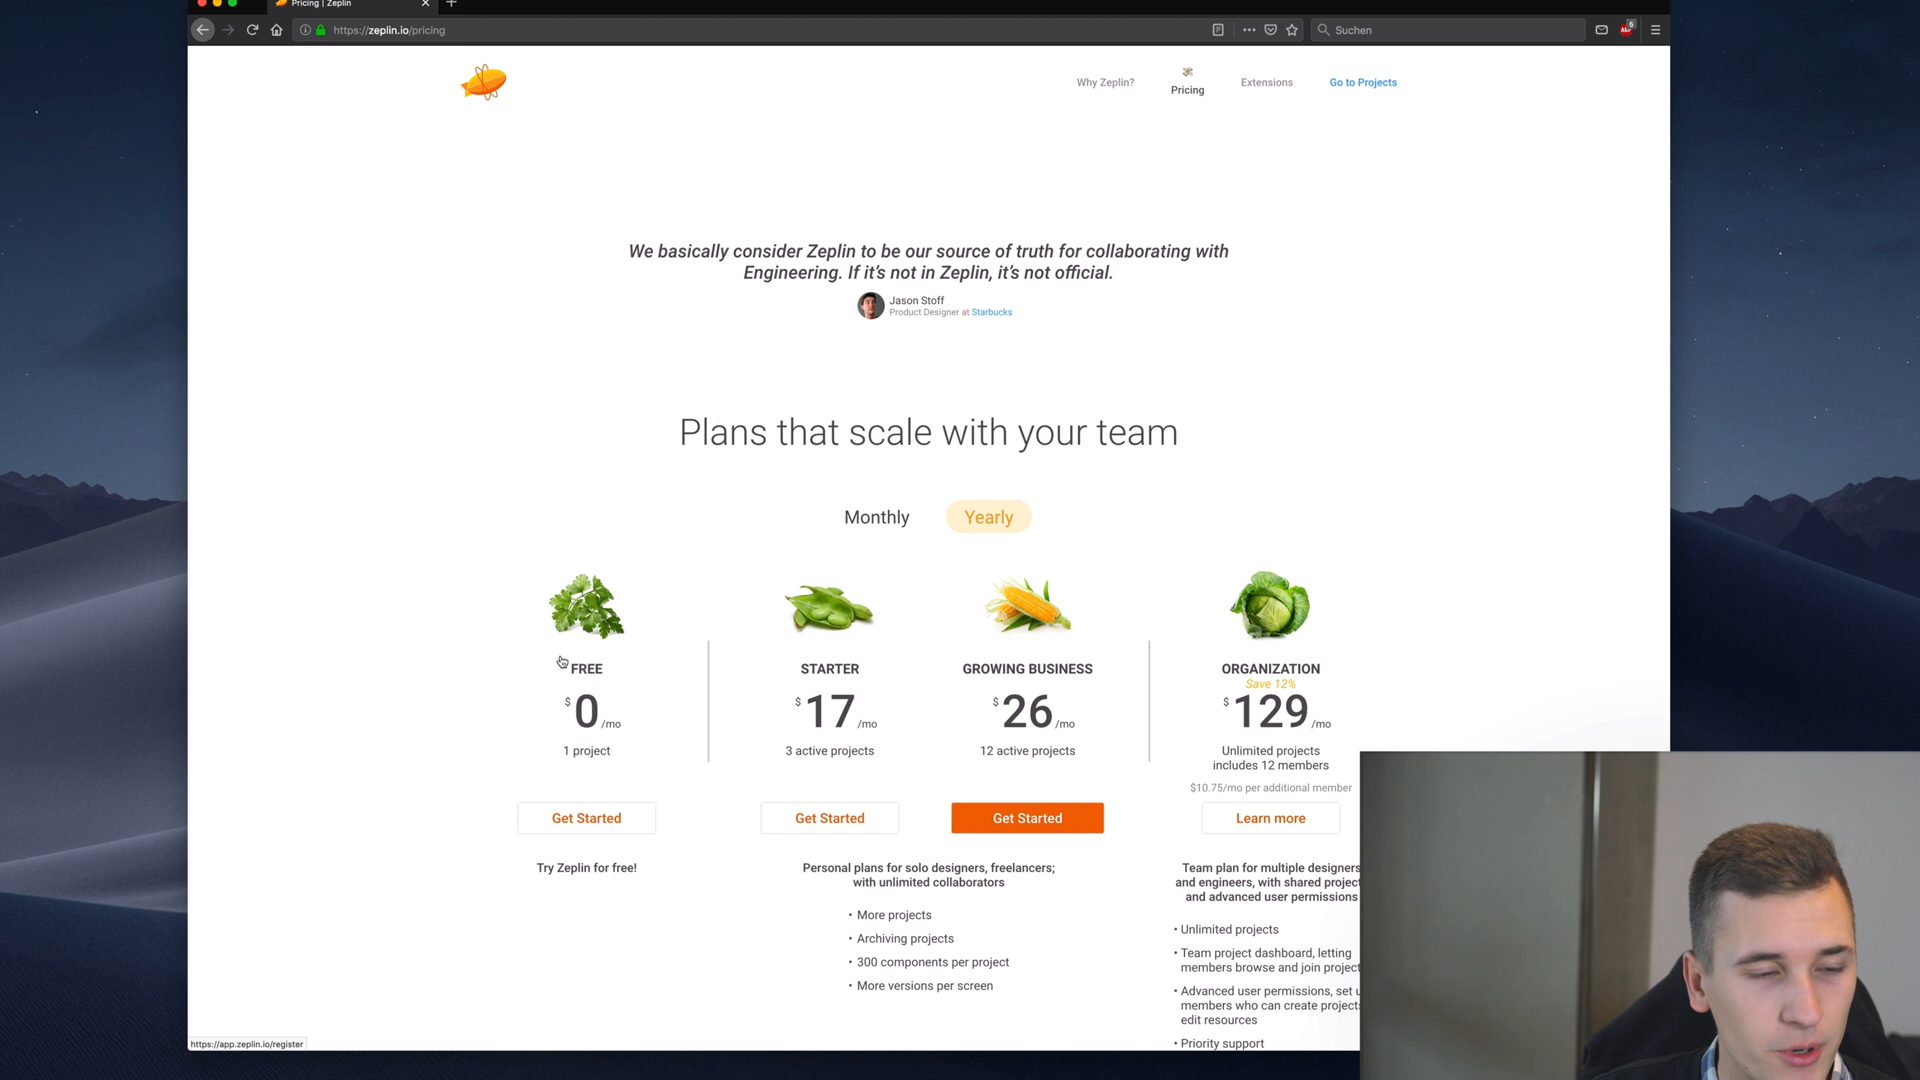 Pricing | Zeplin
https://zeplin.io/pricing
Suchen
ABP
6
Why Zeplin?
Pricing
Extensions
Go to Projects
We basically consider Zeplin to be our source of truth for collaborating with
Engineering. If it's not in Zeplin, it's not official.
Jason Stoff
Product Designer at Starbucks
Plans that scale with your team
Monthly
Yearly
FREE
$0/mo
1 project
Get Started
Try Zeplin for free!
STARTER
$17/mo
3 active projects
Get Started
GROWING BUSINESS
$26/mo
12 active projects
Get Started
Personal plans for solo designers, freelancers;
with unlimited collaborators
• More projects
• Archiving projects
• 300 components per project
• More versions per screen
ORGANIZATION
Save 12%
$129/mo
Unlimited projects
includes 12 members
$10.75/mo per additional member
Learn more
Team plan for multiple designers
and engineers, with shared project
and advanced user permissions
• Unlimited projects
• Team project dashboard, letting
members browse and join project
• Advanced user permissions, set u
members who can create project
edit resources
• Priority support
https://app.zeplin.io/register